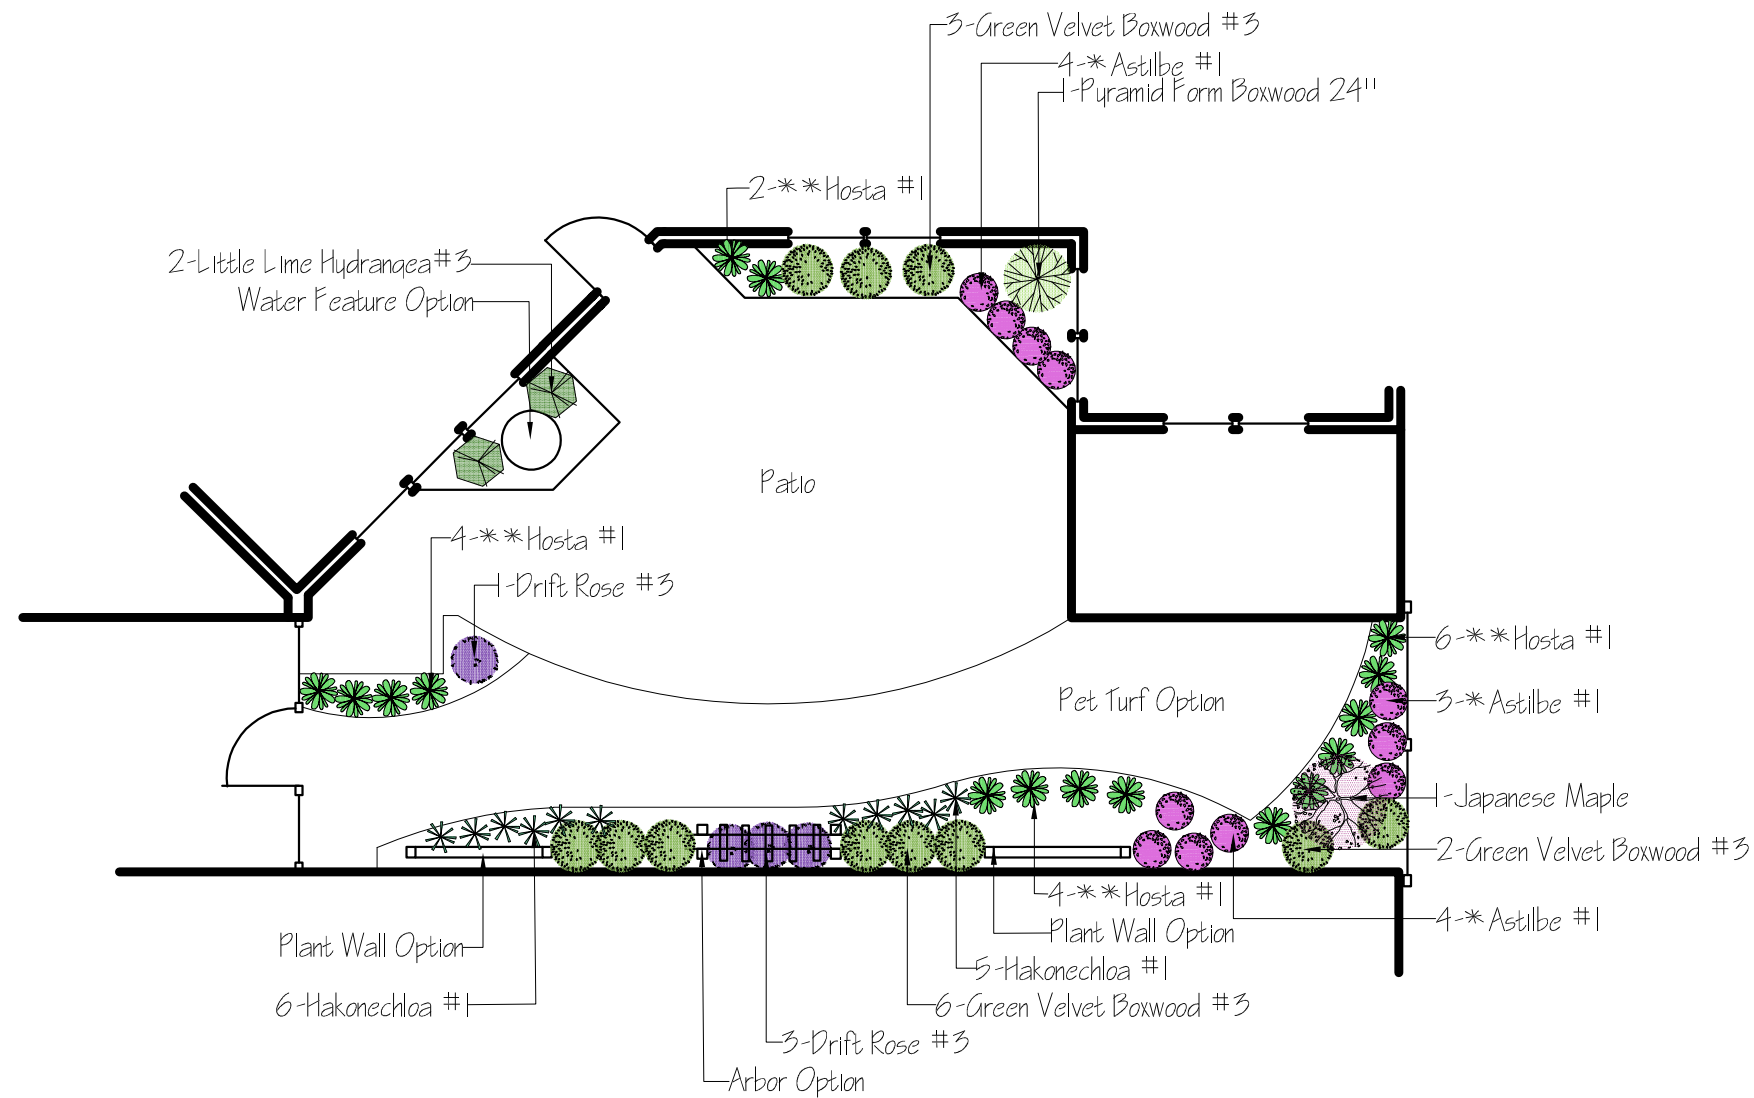 3-Green Velvet Boxwood #3
4-*Astilbe #1
1-Pyramid Form Boxwood 24"
2-**Hosta #1
2-Little Lime Hydrangea#3
Water Feature Option
Patio
4-**Hosta #1
1-Drift Rose #3
6-**Hosta #1
Pet Turf Option
3-*Astilbe #1
1-Japanese Maple
2-Green Velvet Boxwood #3
4-**Hosta #1
4-*Astilbe #1
Plant Wall Option
Plant Wall Option
5-Hakonechloa #1
6-Hakonechloa #1
6-Green Velvet Boxwood #3
3-Drift Rose #3
Arbor Option